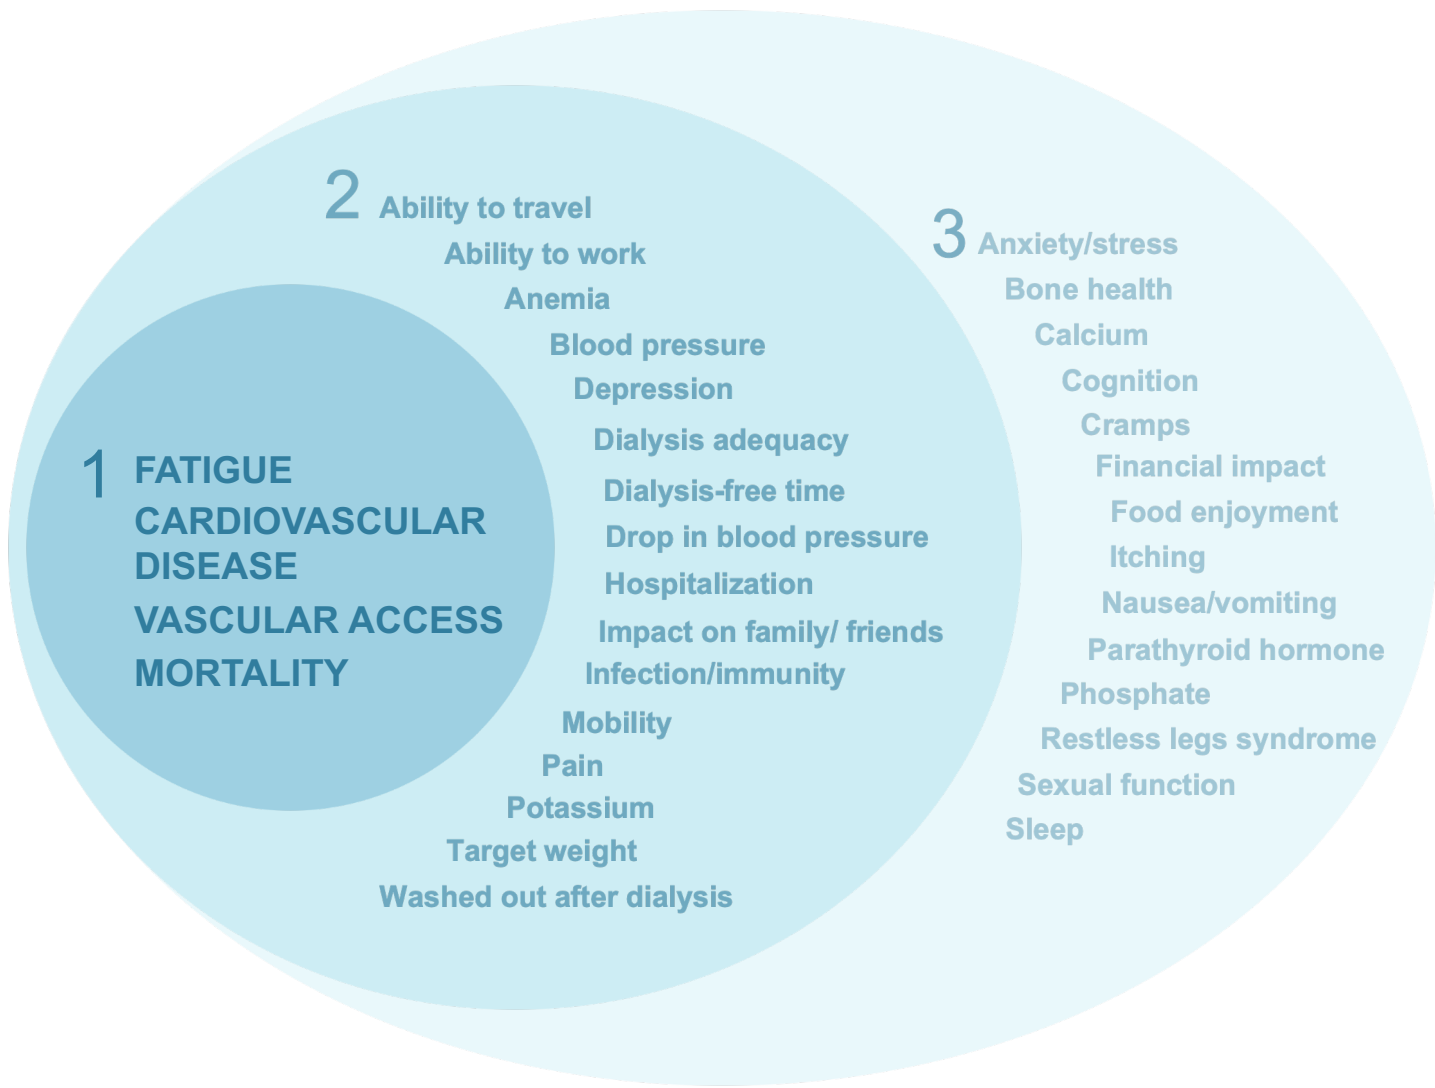 1 FATIGUE
CARDIOVASCULAR
DISEASE
VASCULAR ACCESS
MORTALITY
2 Ability to travel
Ability to work
Anemia
Blood pressure
Depression
Dialysis adequacy
Dialysis-free time
Drop in blood pressure
Hospitalization
Impact on family/ friends
Infection/immunity
Mobility
Pain
Potassium
Target weight
Washed out after dialysis
3 Anxiety/stress
Bone health
Calcium
Cognition
Cramps
Financial impact
Food enjoyment
Itching
Nausea/vomiting
Parathyroid hormone
Phosphate
Restless legs syndrome
Sexual function
Sleep